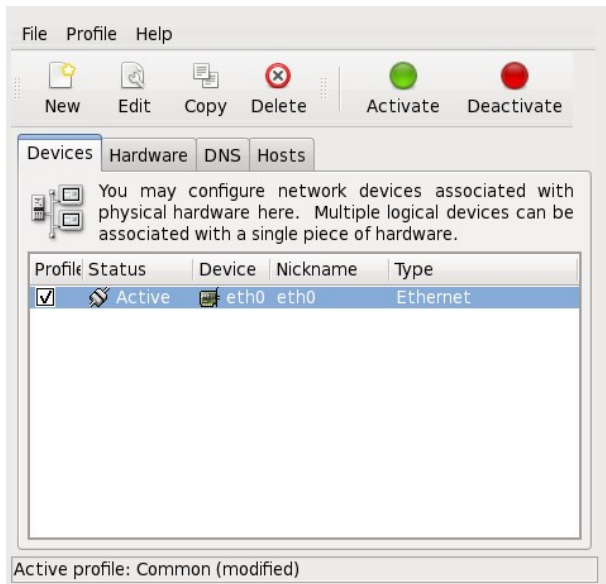 File Profile Help
New Edit Copy Delete Activate Deactivate
Devices Hardware DNS Hosts
You may configure network devices associated with
physical hardware here. Multiple logical devices can be
associated with a single piece of hardware.
Profile Status Device Nickname Type
Active eth0 eth0 Ethernet
Active profile: Common (modified)